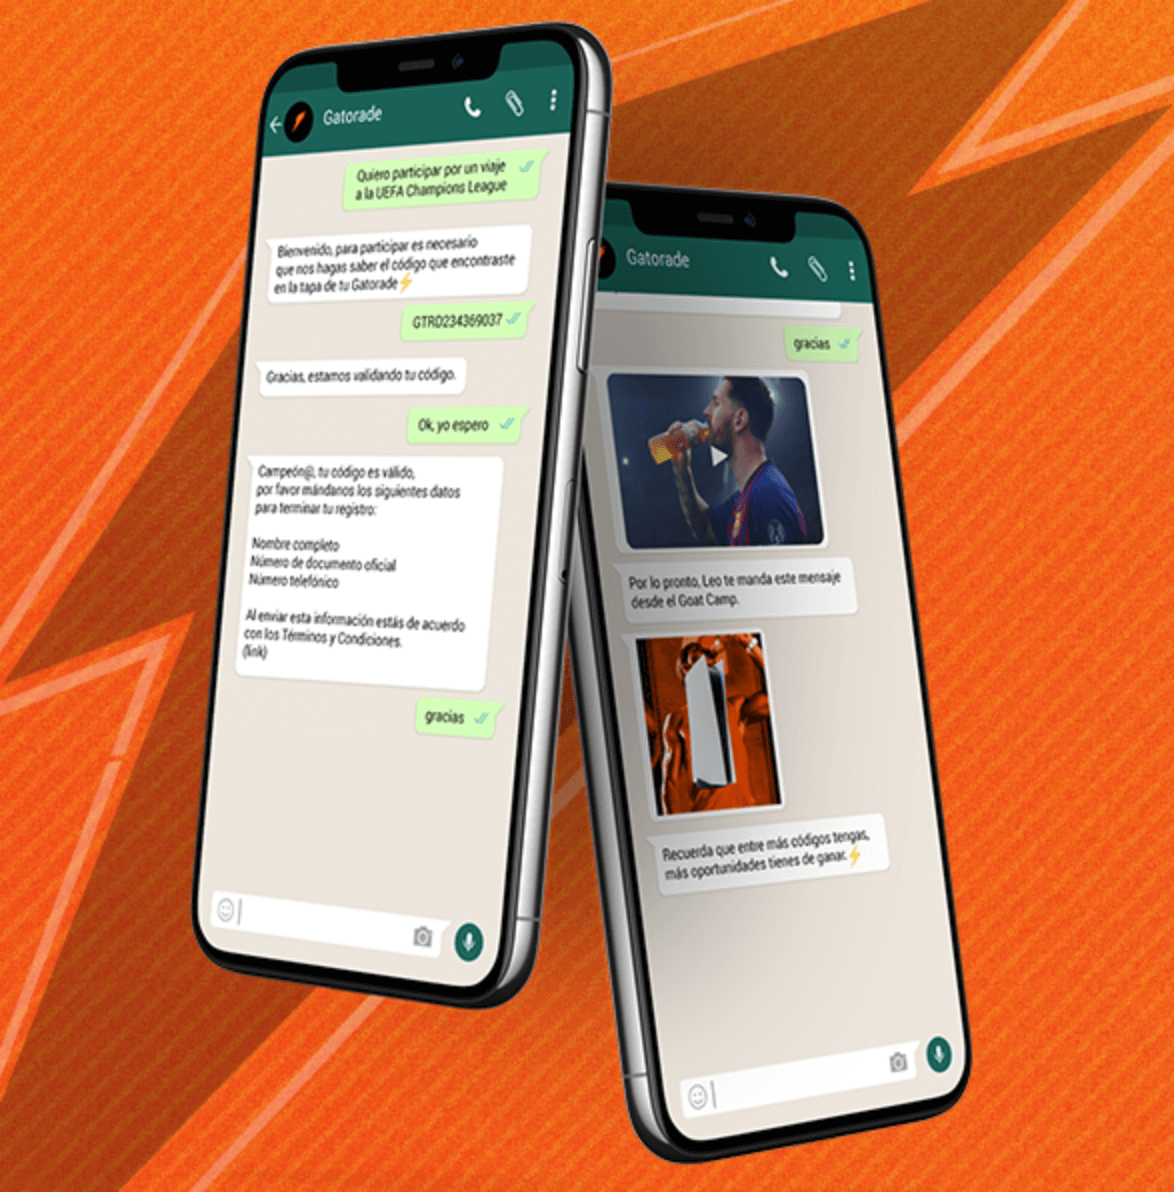 Gatorade
Quiero participar por un viaje
a la UEFA Champions League
Bienvenido, para participar es necesario
que nos hagas saber el código que encontraste
en la tapa de tu Gatorade⚡
GTRD234369037
Gracias, estamos validando tu código.
Ok, yo espero
Campeón@, tu código es válido,
por favor mándanos los siguientes datos
para terminar tu registro:
Nombre completo
Número de documento oficial
Número telefónico
Al enviar esta información estás de acuerdo
con los Términos y Condiciones.
(link)
gracias
Gatorade
gracias
Por lo pronto, Leo te manda este mensaje
desde el Goat Camp.
Recuerda que entre más códigos tengas,
más oportunidades tienes de ganar.⚡